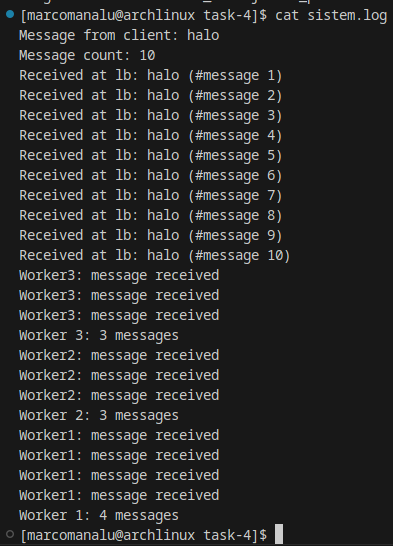 [marcomanalu@archlinux task-4]$ cat sistem.log
Message from client: halo
Message count: 10
Received at lb: halo (#message 1)
Received at lb: halo (#message 2)
Received at lb: halo (#message 3)
Received at lb: halo (#message 4)
Received at lb: halo (#message 5)
Received at lb: halo (#message 6)
Received at lb: halo (#message 7)
Received at lb: halo (#message 8)
Received at lb: halo (#message 9)
Received at lb: halo (#message 10)
Worker3: message received
Worker3: message received
Worker3: message received
Worker 3: 3 messages
Worker2: message received
Worker2: message received
Worker2: message received
Worker 2: 3 messages
Worker1: message received
Worker1: message received
Worker1: message received
Worker1: message received
Worker 1: 4 messages
[marcomanalu@archlinux task-4]$